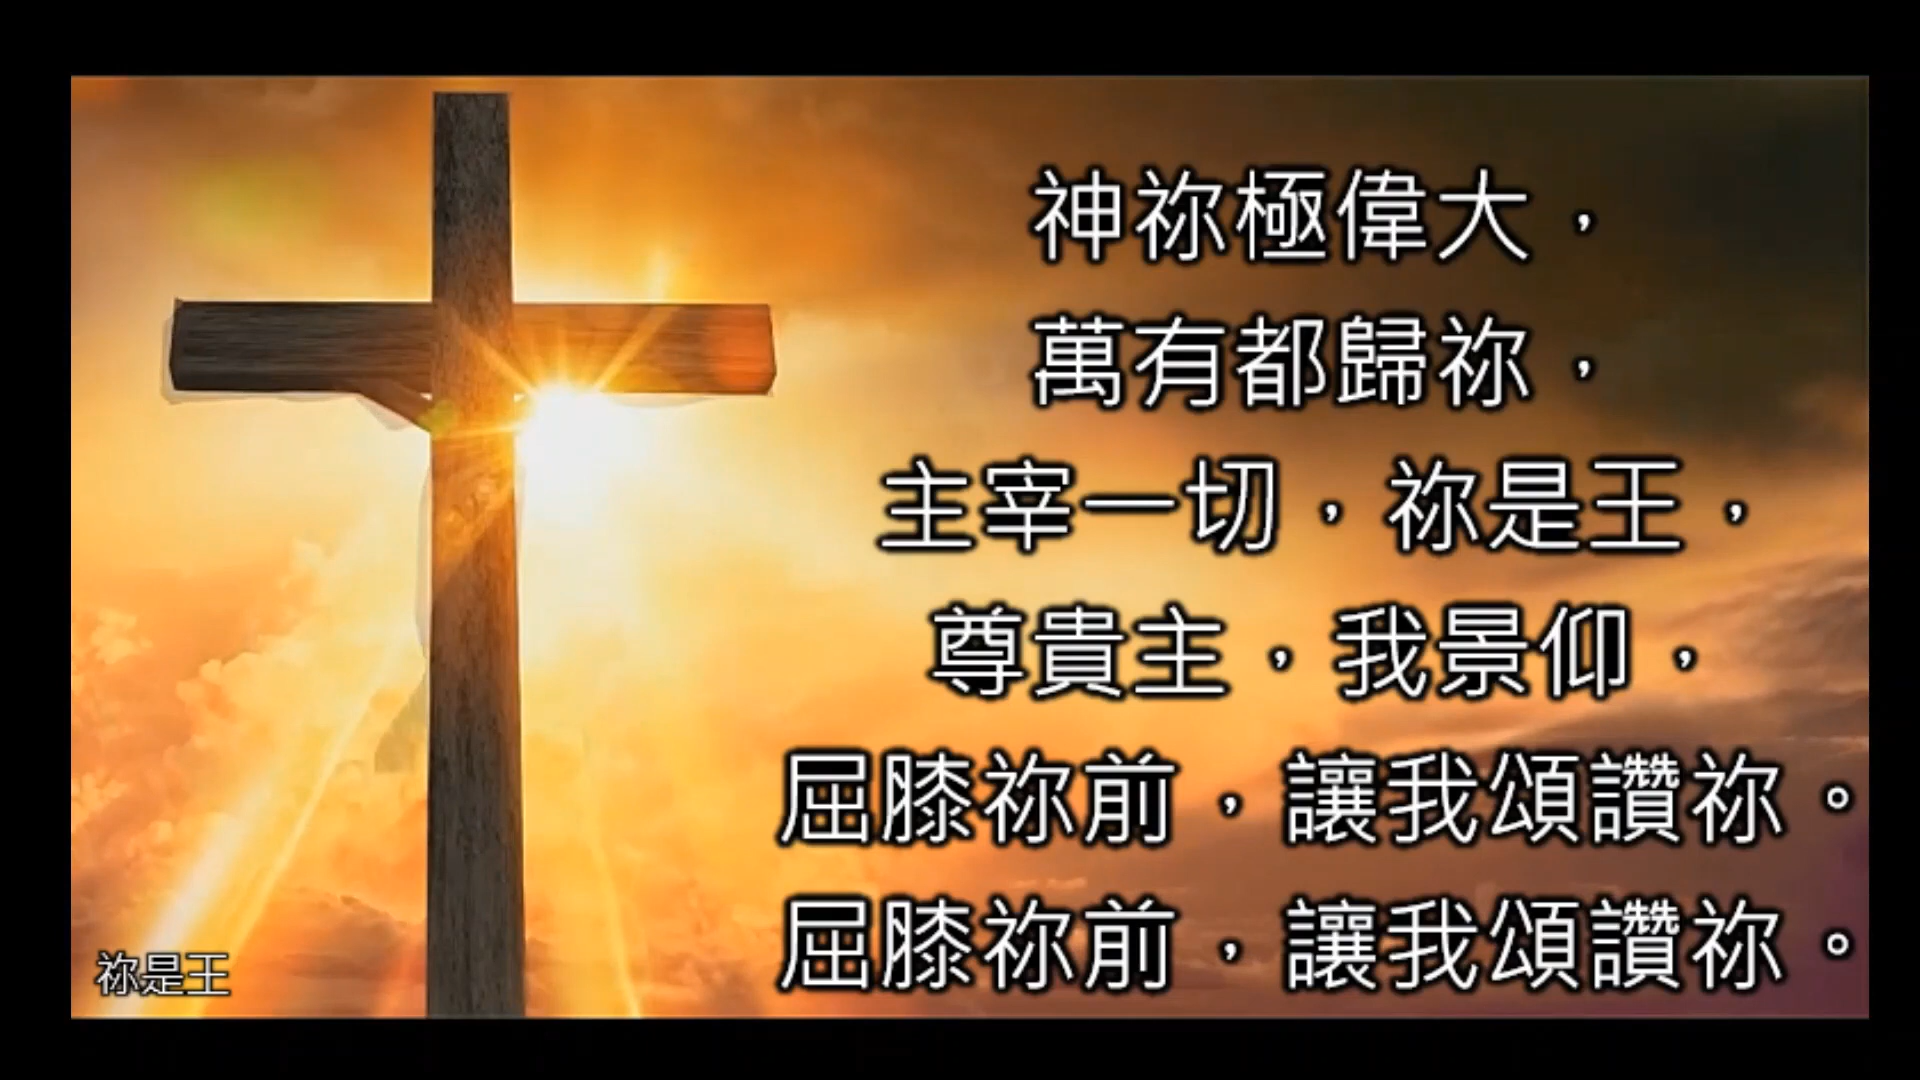 神祢極偉大，
萬有都歸祢，
主宰一切，祢是王，
尊貴主，我景仰，
屈膝祢前，讓我頌讚祢。
屈膝祢前，讓我頌讚祢。
祢是王